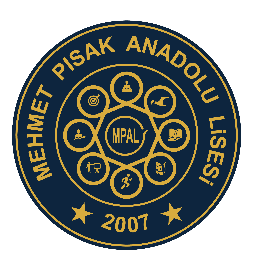 MEHMET PISAK ANADOLU LİSESİ
MPAL
2007